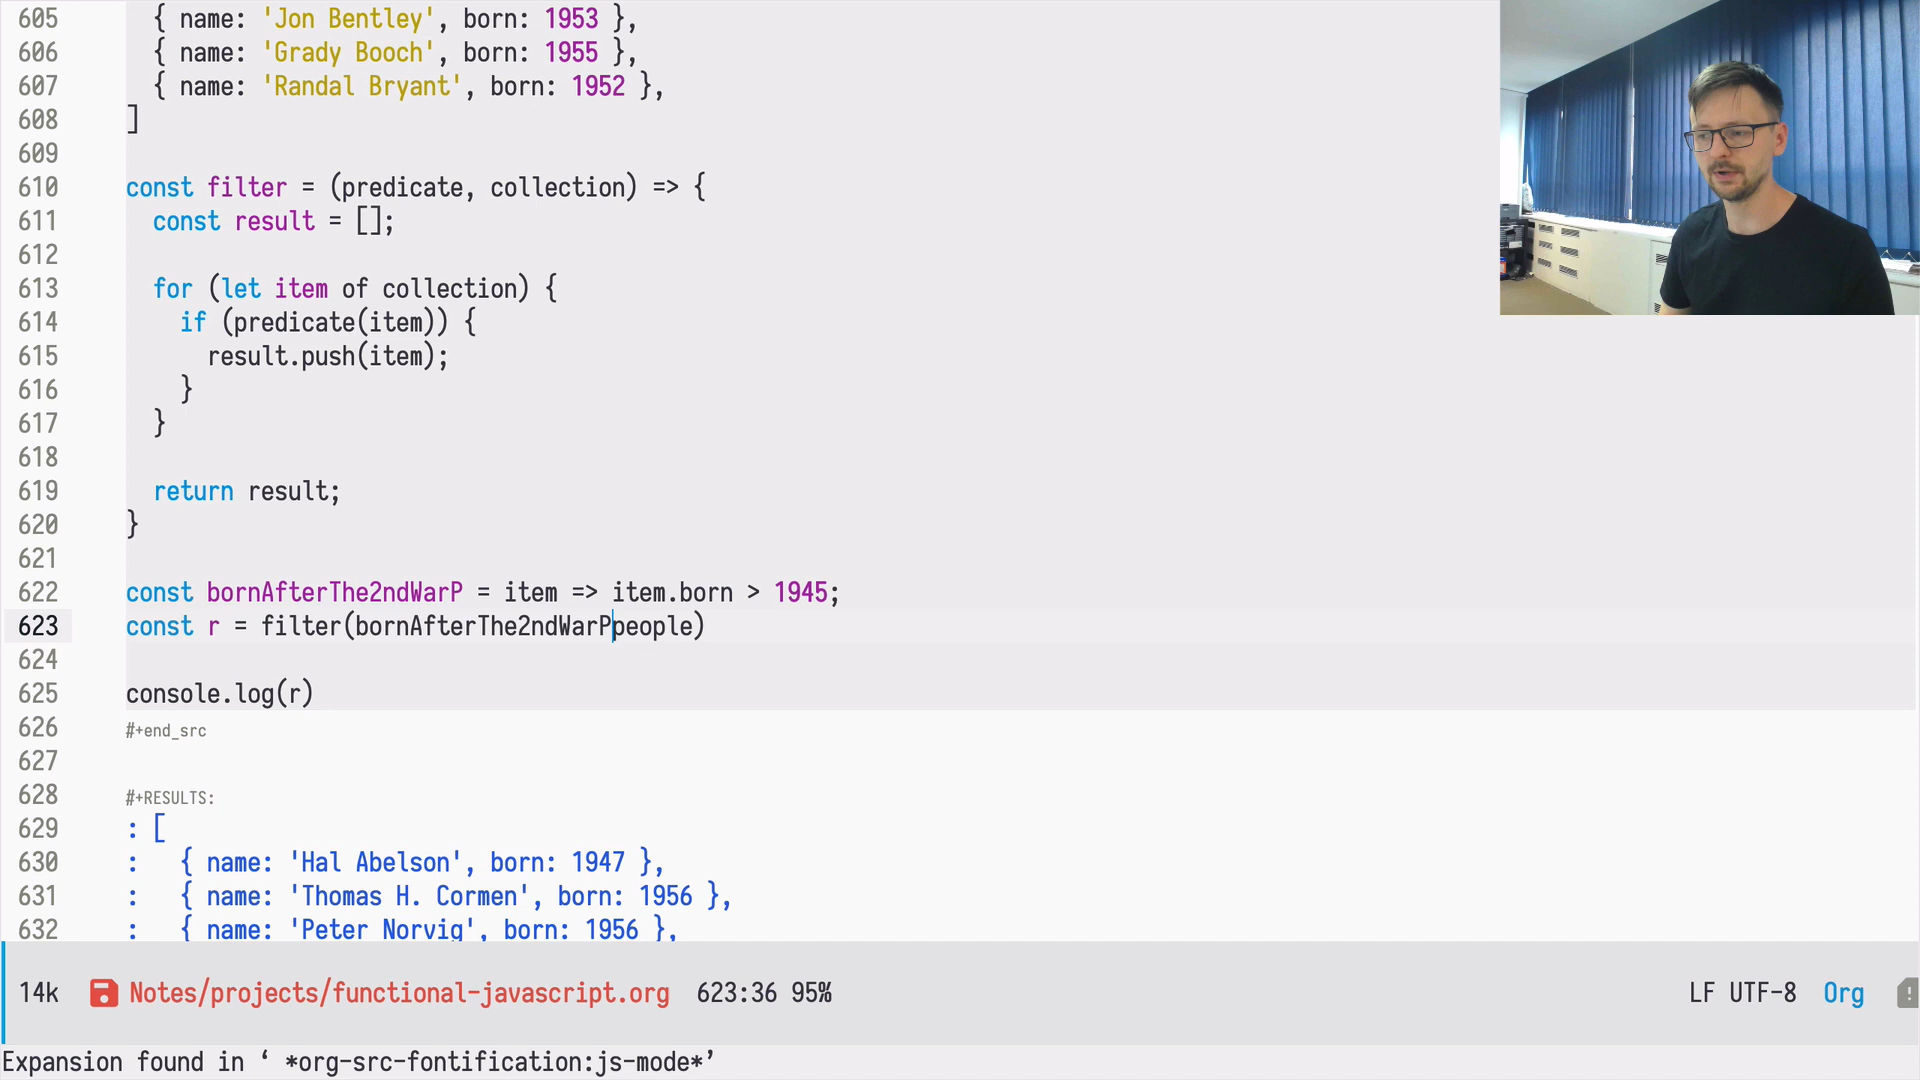 605 { name: 'Jon Bentley', born: 1953 },
606 { name: 'Grady Booch', born: 1955 },
607 { name: 'Randal Bryant', born: 1952 },
608 ]
609
610 const filter = (predicate, collection) => {
611 const result = [];
612
613 for (let item of collection) {
614 if (predicate(item)) {
615 result.push(item);
616 }
617 }
618
619 return result;
620 }
621
622 const bornAfterThe2ndWarP = item => item.born > 1945;
623 const r = filter(bornAfterThe2ndWarPpeople)
624
625 console.log(r)
626 #+end_src
627
628 #+RESULTS:
629 : [
630 : { name: 'Hal Abelson', born: 1947 },
631 : { name: 'Thomas H. Cormen', born: 1956 },
632 : { name: 'Peter Norvig', born: 1956 },
14k Notes/projects/functional-javascript.org 623:36 95% LF UTF-8 Org
Expansion found in ‘ *org-src-fontification:js-mode*’